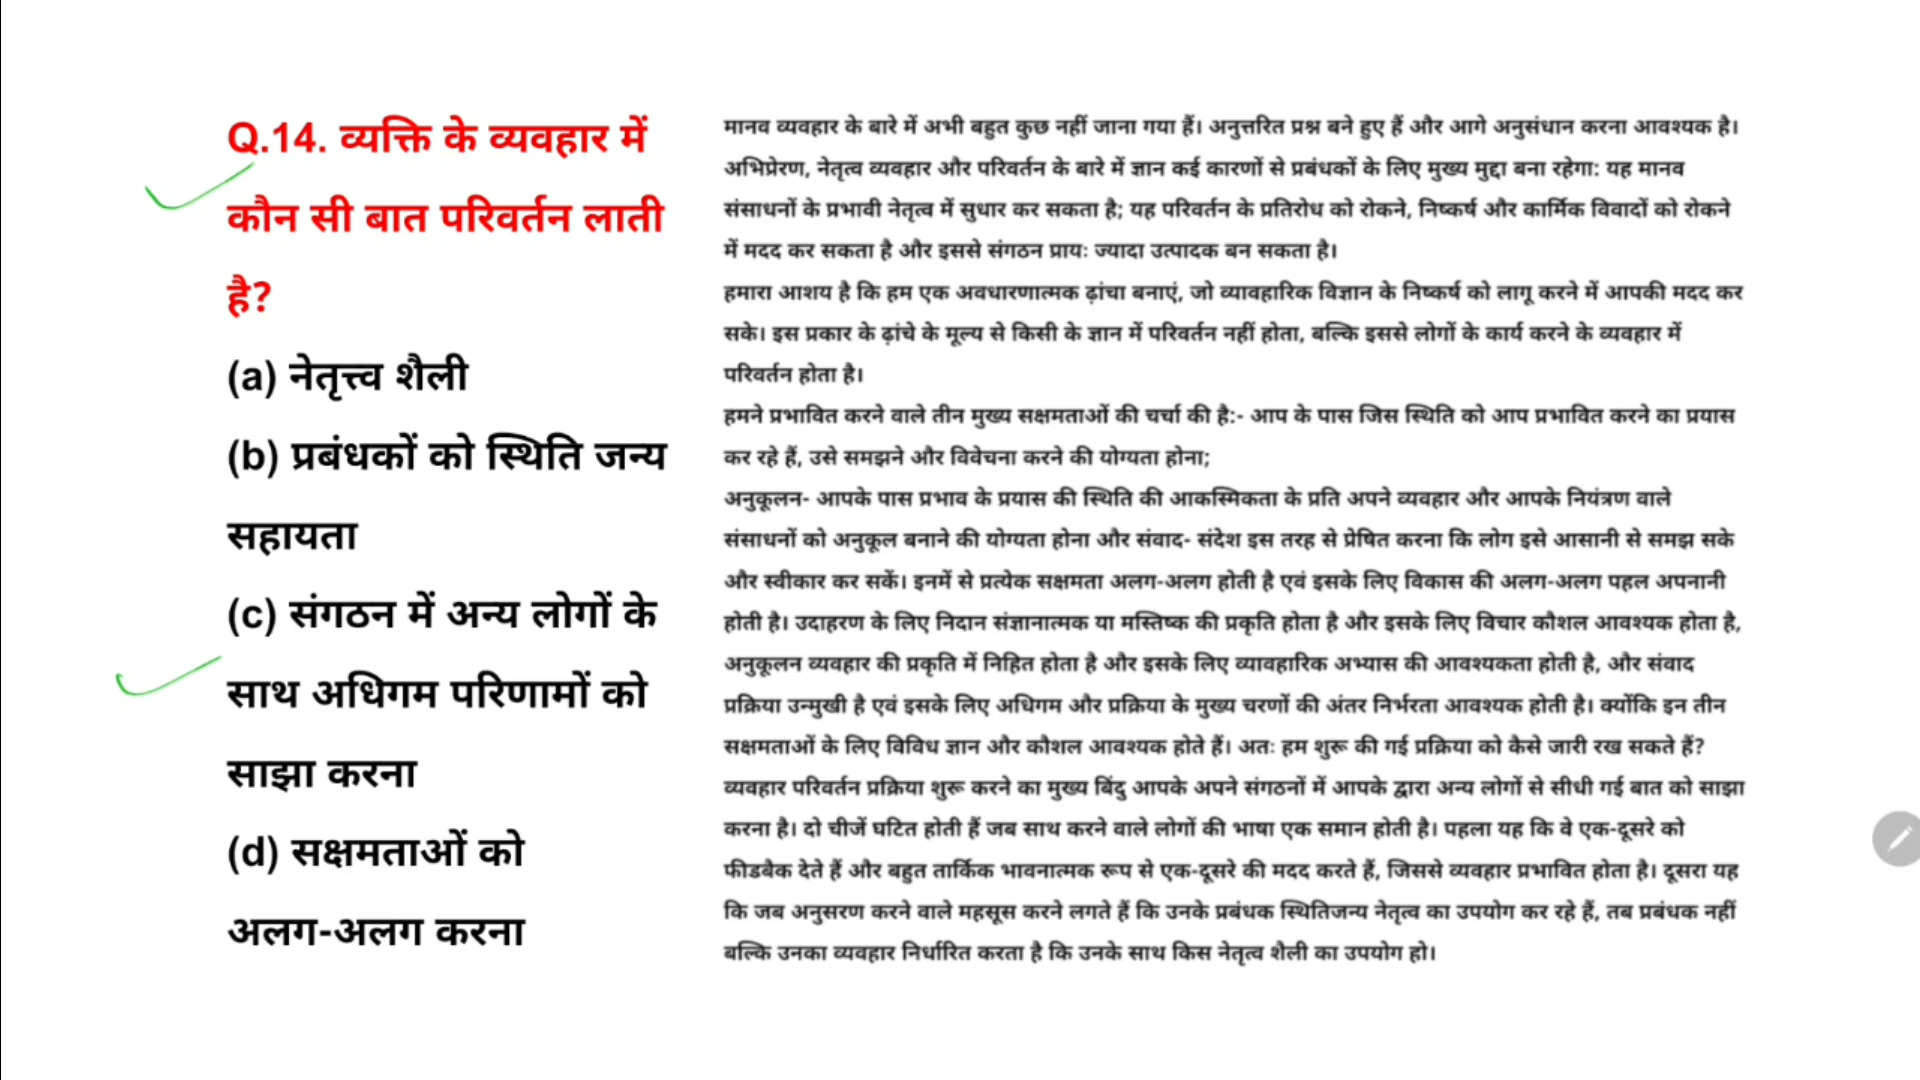 Q.14. व्यक्ति के व्यवहार में
कौन सी बात परिवर्तन लाती
है?
(a) नेतृत्त्व शैली
(b) प्रबंधकों को स्थिति जन्य
सहायता
(c) संगठन में अन्य लोगों के
साथ अधिगम परिणामों को
साझा करना
(d) सक्षमताओं को
अलग-अलग करना
मानव व्यवहार के बारे में अभी बहुत कुछ नहीं जाना गया हैं। अनुत्तरित प्रश्न बने हुए हैं और आगे अनुसंधान करना आवश्यक है।
अभिप्रेरण, नेतृत्व व्यवहार और परिवर्तन के बारे में ज्ञान कई कारणों से प्रबंधकों के लिए मुख्य मुद्दा बना रहेगा: यह मानव
संसाधनों के प्रभावी नेतृत्व में सुधार कर सकता है; यह परिवर्तन के प्रतिरोध को रोकने, निष्कर्ष और कार्मिक विवादों को रोकने
में मदद कर सकता है और इससे संगठन प्रायः ज्यादा उत्पादक बन सकता है।
हमारा आशय है कि हम एक अवधारणात्मक ढ़ांचा बनाएं, जो व्यावहारिक विज्ञान के निष्कर्ष को लागू करने में आपकी मदद कर
सके। इस प्रकार के ढ़ांचे के मूल्य से किसी के ज्ञान में परिवर्तन नहीं होता, बल्कि इससे लोगों के कार्य करने के व्यवहार में
परिवर्तन होता है।
हमने प्रभावित करने वाले तीन मुख्य सक्षमताओं की चर्चा की है:- आप के पास जिस स्थिति को आप प्रभावित करने का प्रयास
कर रहे हैं, उसे समझने और विवेचना करने की योग्यता होना;
अनुकूलन- आपके पास प्रभाव के प्रयास की स्थिति की आकस्मिकता के प्रति अपने व्यवहार और आपके नियंत्रण वाले
संसाधनों को अनुकूल बनाने की योग्यता होना और संवाद- संदेश इस तरह से प्रेषित करना कि लोग इसे आसानी से समझ सके
और स्वीकार कर सकें। इनमें से प्रत्येक सक्षमता अलग-अलग होती है एवं इसके लिए विकास की अलग-अलग पहल अपनानी
होती है। उदाहरण के लिए निदान संज्ञानात्मक या मस्तिष्क की प्रकृति होता है और इसके लिए विचार कौशल आवश्यक होता है,
अनुकूलन व्यवहार की प्रकृति में निहित होता है और इसके लिए व्यावहारिक अभ्यास की आवश्यकता होती है, और संवाद
प्रक्रिया उन्मुखी है एवं इसके लिए अधिगम और प्रक्रिया के मुख्य चरणों की अंतर निर्भरता आवश्यक होती है। क्योंकि इन तीन
सक्षमताओं के लिए विविध ज्ञान और कौशल आवश्यक होते हैं। अतः हम शुरू की गई प्रक्रिया को कैसे जारी रख सकते हैं?
व्यवहार परिवर्तन प्रक्रिया शुरू करने का मुख्य बिंदु आपके अपने संगठनों में आपके द्वारा अन्य लोगों से सीधी गई बात को साझा
करना है। दो चीजें घटित होती हैं जब साथ करने वाले लोगों की भाषा एक समान होती है। पहला यह कि वे एक-दूसरे को
फीडबैक देते हैं और बहुत तार्किक भावनात्मक रूप से एक-दूसरे की मदद करते हैं, जिससे व्यवहार प्रभावित होता है। दूसरा यह
कि जब अनुसरण करने वाले महसूस करने लगते हैं कि उनके प्रबंधक स्थितिजन्य नेतृत्व का उपयोग कर रहे हैं, तब प्रबंधक नहीं
बल्कि उनका व्यवहार निर्धारित करता है कि उनके साथ किस नेतृत्व शैली का उपयोग हो।